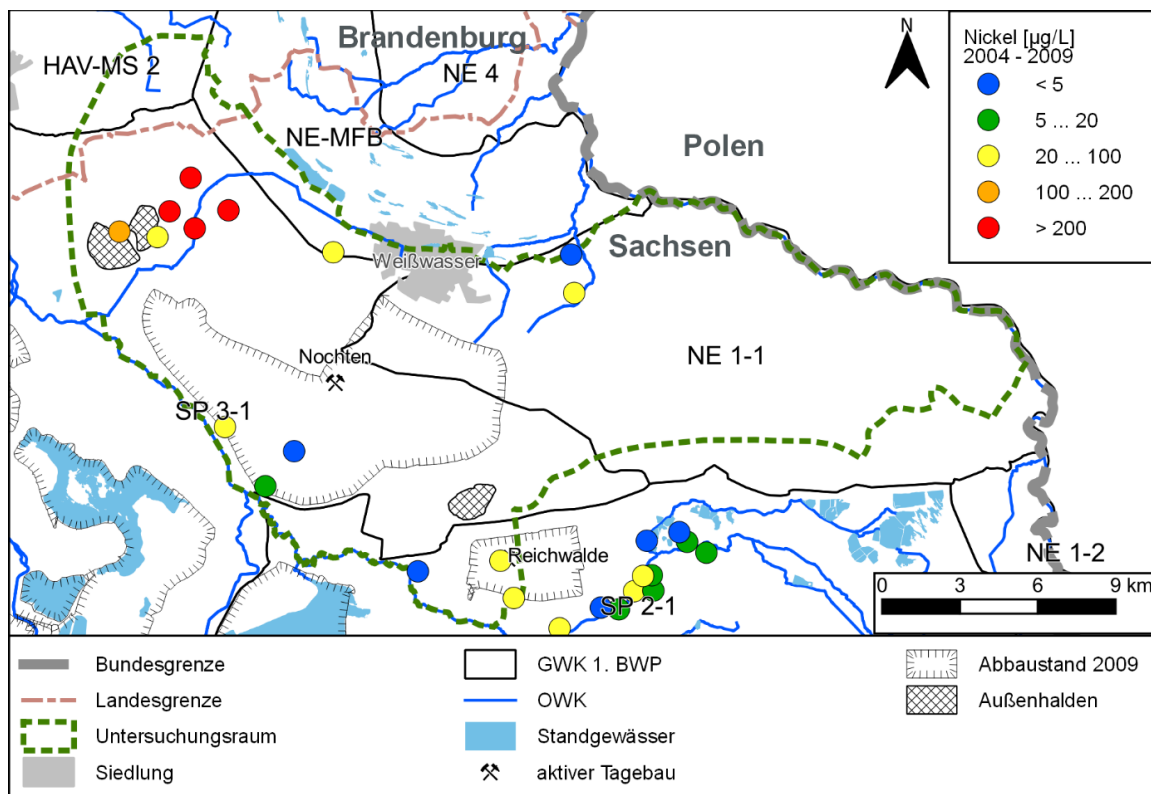 Brandenburg
HAV-MS 2
NE 4
NE-MFB
Polen
Sachsen
Weißwasser
Nochten
NE 1-1
SP 3-1
Reichwalde
SP 2-1
NE 1-2
N
Nickel [µg/L]
2004 - 2009
< 5
5 ... 20
20 ... 100
100 ... 200
> 200
0 3 6 9 km
Bundesgrenze
Landesgrenze
Untersuchungsraum
Siedlung
GWK 1. BWP
OWK
Standgewässer
aktiver Tagebau
Abbaustand 2009
Außenhalden